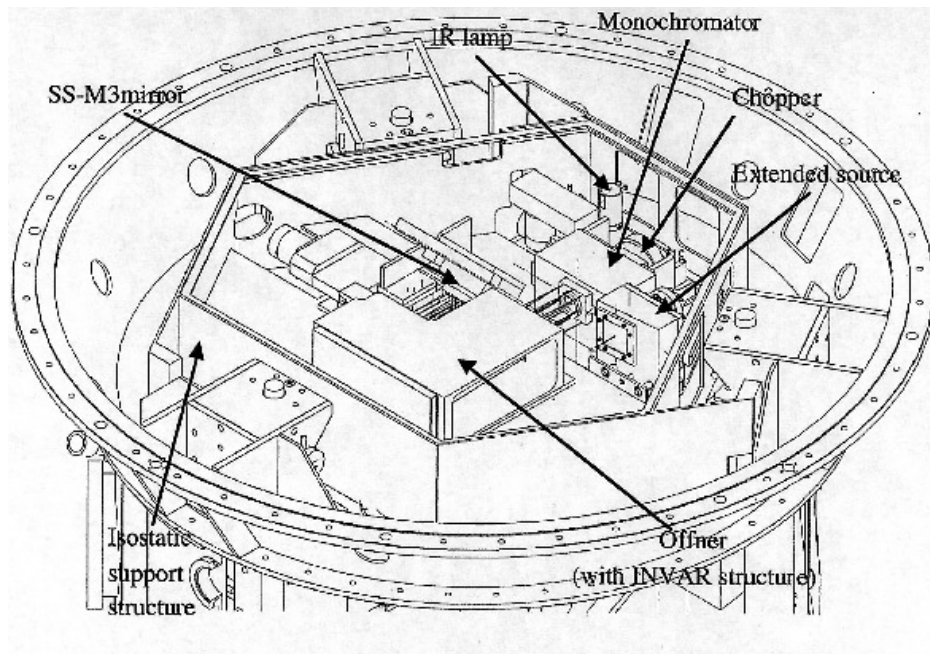 Monochromator
IR lamp
SS-M3mirror
Chopper
Extended source
Isostatic
support
structure
Offner
(with INVAR structure)